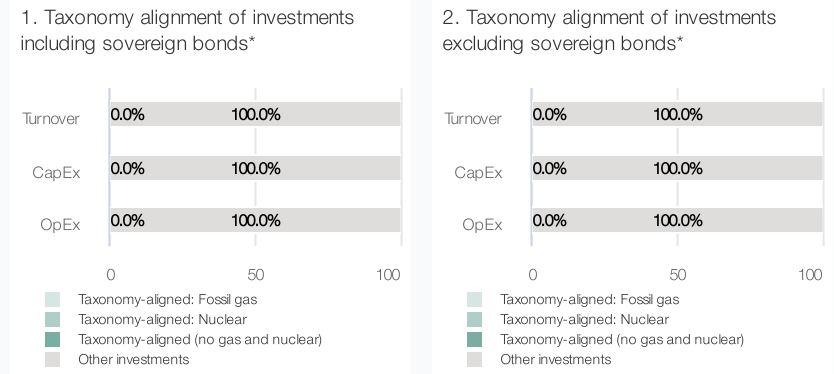 1. Taxonomy alignment of investments
including sovereign bonds*
Turnover 0.0% 100.0%
CapEx 0.0% 100.0%
OpEx 0.0% 100.0%
0 50 100
Taxonomy-aligned: Fossil gas
Taxonomy-aligned: Nuclear
Taxonomy-aligned (no gas and nuclear)
Other investments
2. Taxonomy alignment of investments
excluding sovereign bonds*
Turnover 0.0% 100.0%
CapEx 0.0% 100.0%
OpEx 0.0% 100.0%
0 50 100
Taxonomy-aligned: Fossil gas
Taxonomy-aligned: Nuclear
Taxonomy-aligned (no gas and nuclear)
Other investments